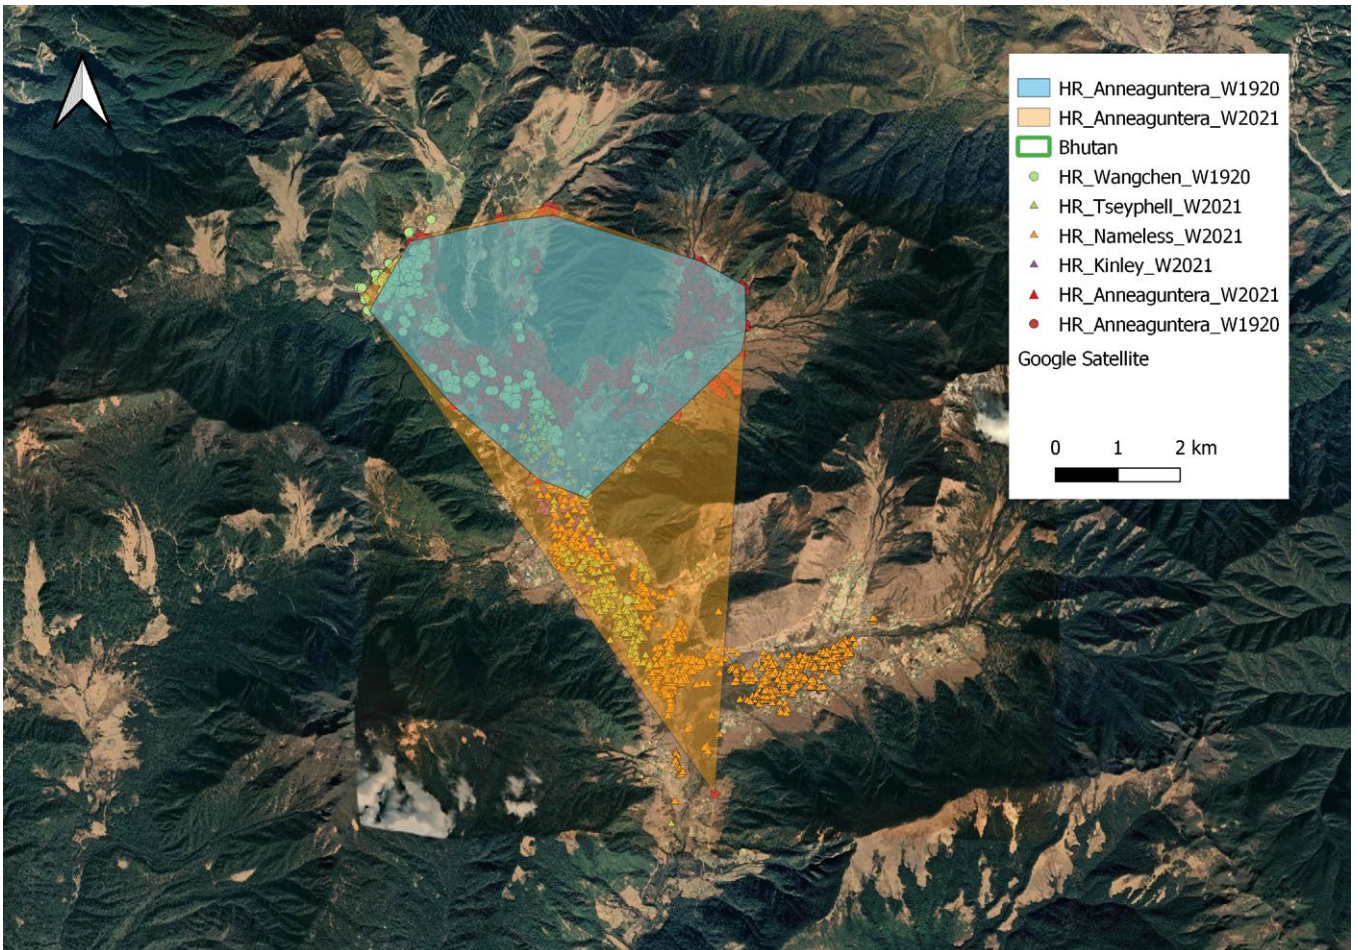 HR_Anneaguntera_W1920
HR_Anneaguntera_W2021
Bhutan
HR_Wangchen_W1920
HR_Tseyphell_W2021
HR_Nameless_W2021
HR_Kinley_W2021
HR_Anneaguntera_W2021
HR_Anneaguntera_W1920
Google Satellite
0 1 2 km